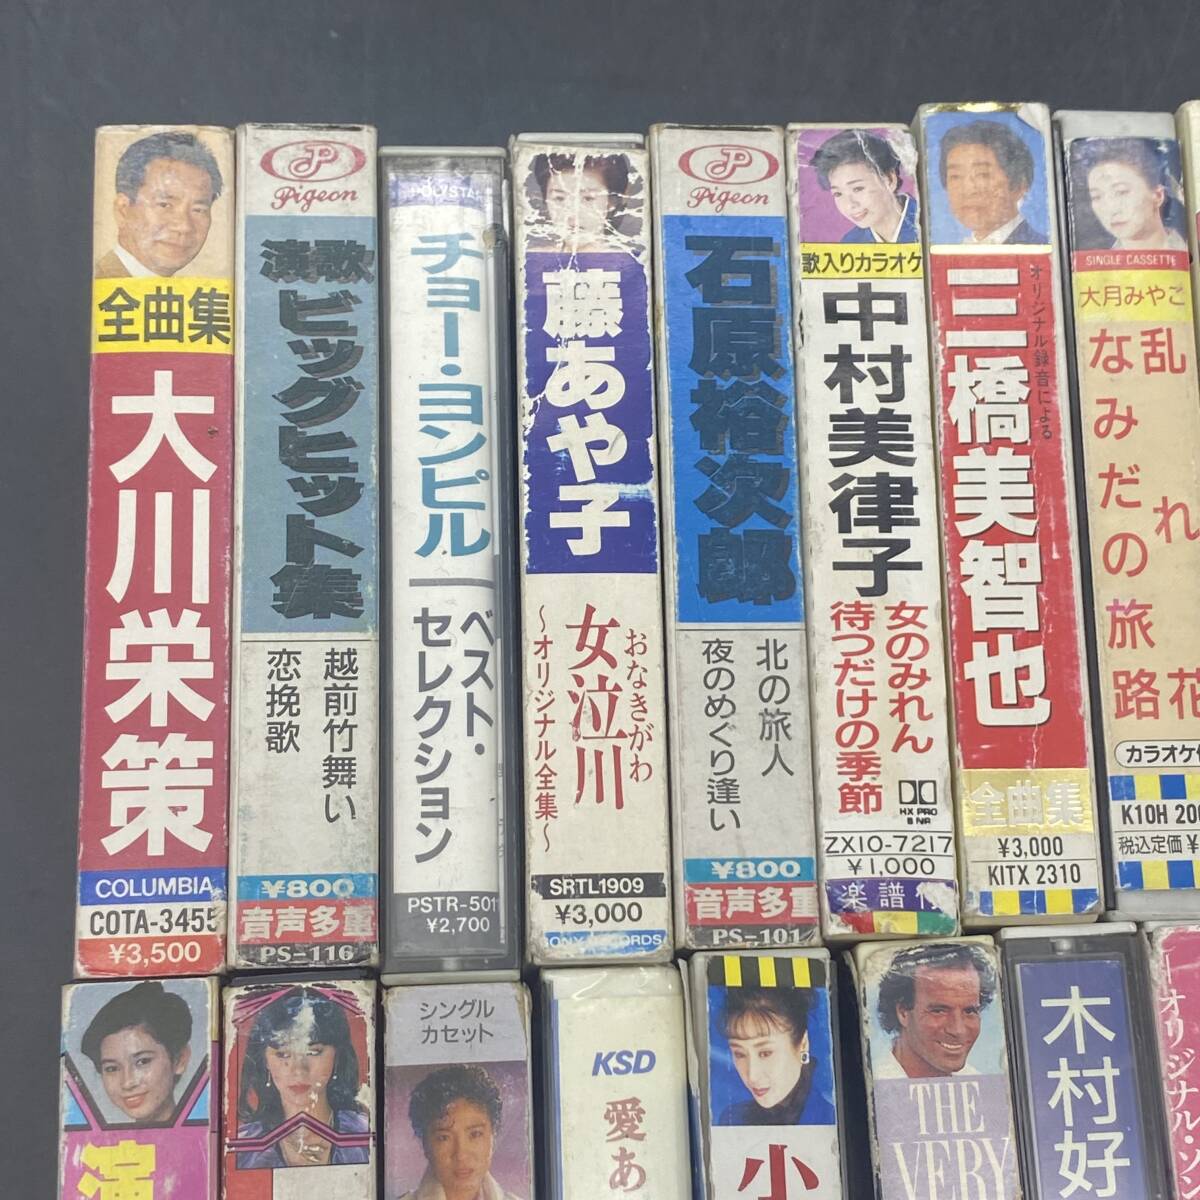 全曲集
大川栄策
COLUMBIA
COTA-3455
¥3,500
Pigeon
演歌
ビッグヒット集
越前竹舞い
恋挽歌
¥800
音声多重
PS-116
POLYSTAR
チョー・ヨンピル
ベスト・
セレクション
PSTR-501
¥2,700
藤あや子
おなきがわ
女泣川
～オリジナル全集～
SRTL1909
¥3,000
SONY RECORDS
Pigeon
石原裕次郎
北の旅人
夜のめぐり逢い
¥800
音声多重
PS-101
歌入りカラオケ
中村美律子
女のみれん
待つだけの季節
HX PRO
B NR
ZX10-7217
¥1,000
楽譜付
オリジナル録音による
三橋美智也
全曲集
¥3,000
KITX 2310
SINGLE CASSETTE
大月みやこ
乱れ花
なみだの旅路
カラオケ
K10H 200
税込定価 ¥
演
シングル
カセット
KSD
愛あ
小
THE
VERY
木村好
オリジナル・ソン